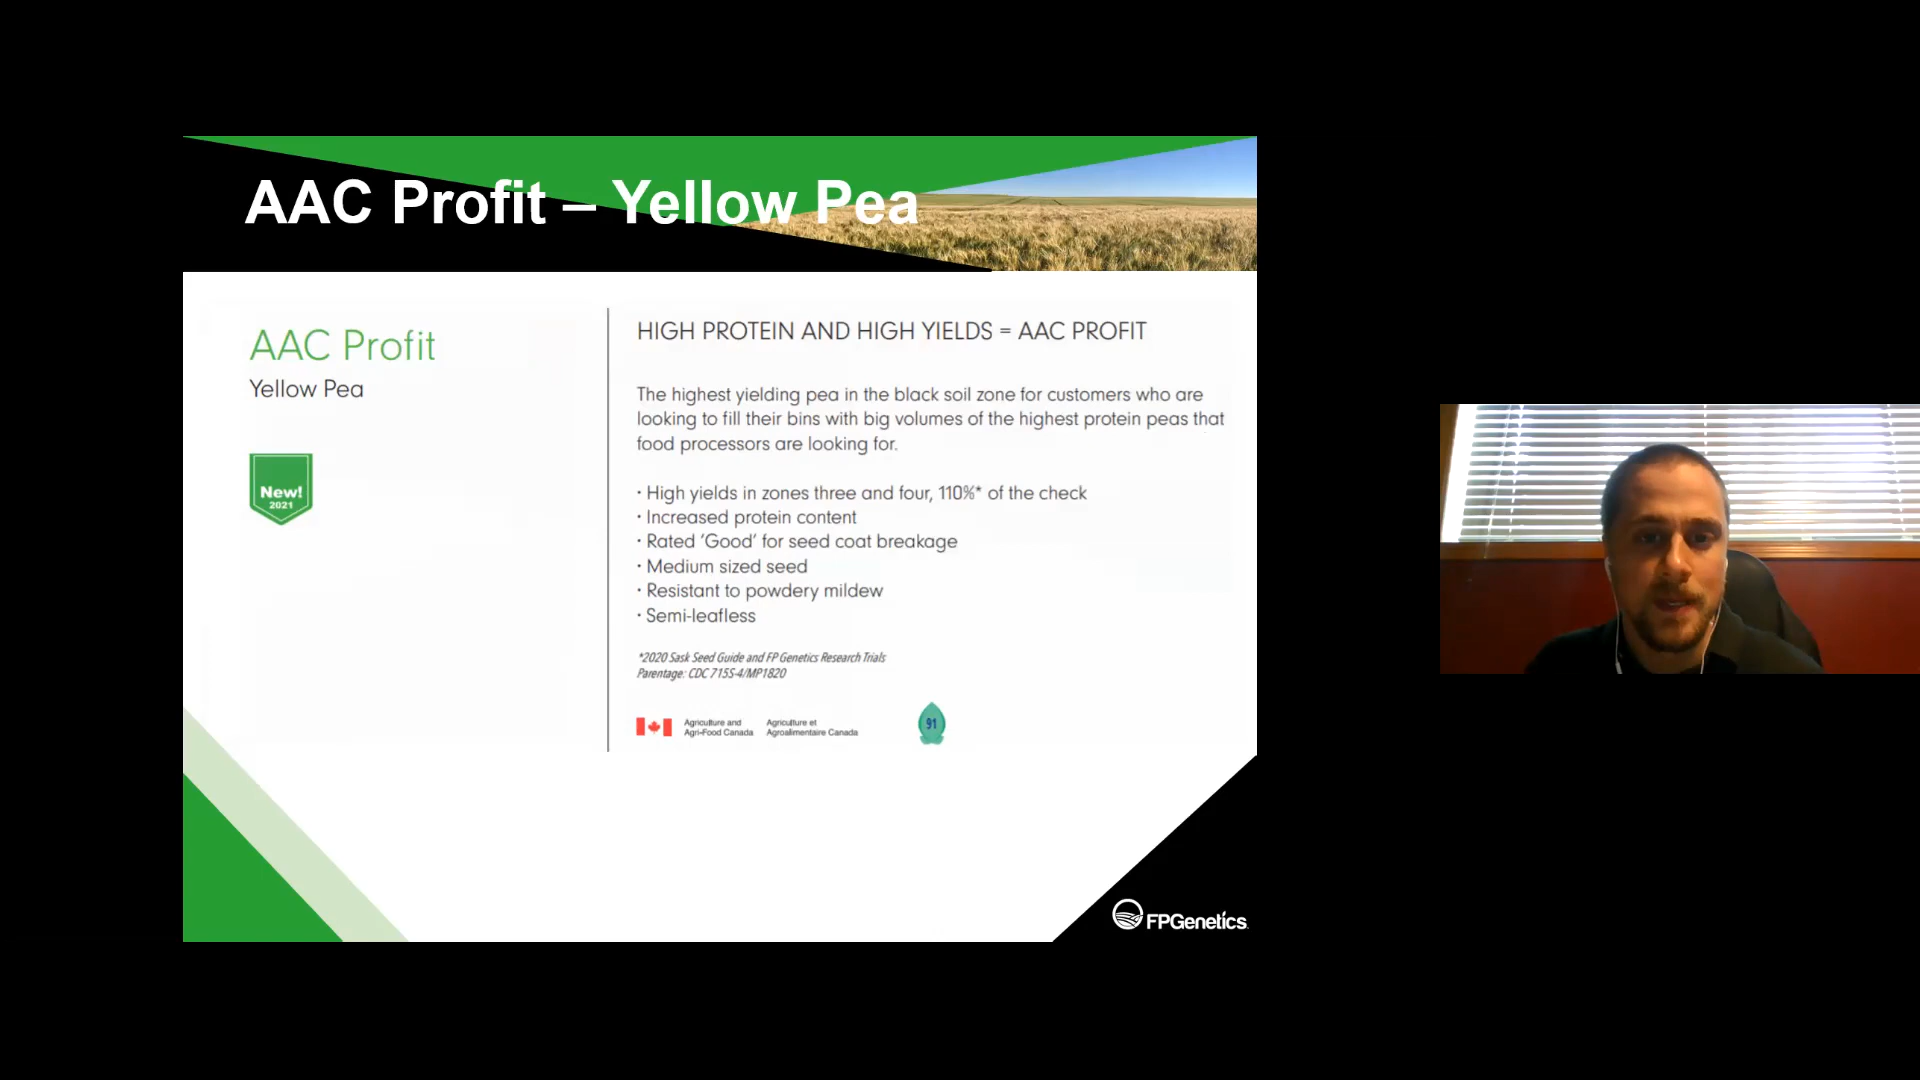 AAC Profit – Yellow Pea
AAC Profit
Yellow Pea
New!
2021
HIGH PROTEIN AND HIGH YIELDS = AAC PROFIT
The highest yielding pea in the black soil zone for customers who are
looking to fill their bins with big volumes of the highest protein peas that
food processors are looking for.
· High yields in zones three and four, 110%* of the check
· Increased protein content
· Rated ‘Good’ for seed coat breakage
· Medium sized seed
· Resistant to powdery mildew
· Semi-leafless
*2020 Sask Seed Guide and FP Genetics Research Trials
Parentage: CDC 715S-4/MP1820
Agriculture and
Agri-Food Canada
Agriculture et
Agroalimentaire Canada
91
FPGenetics